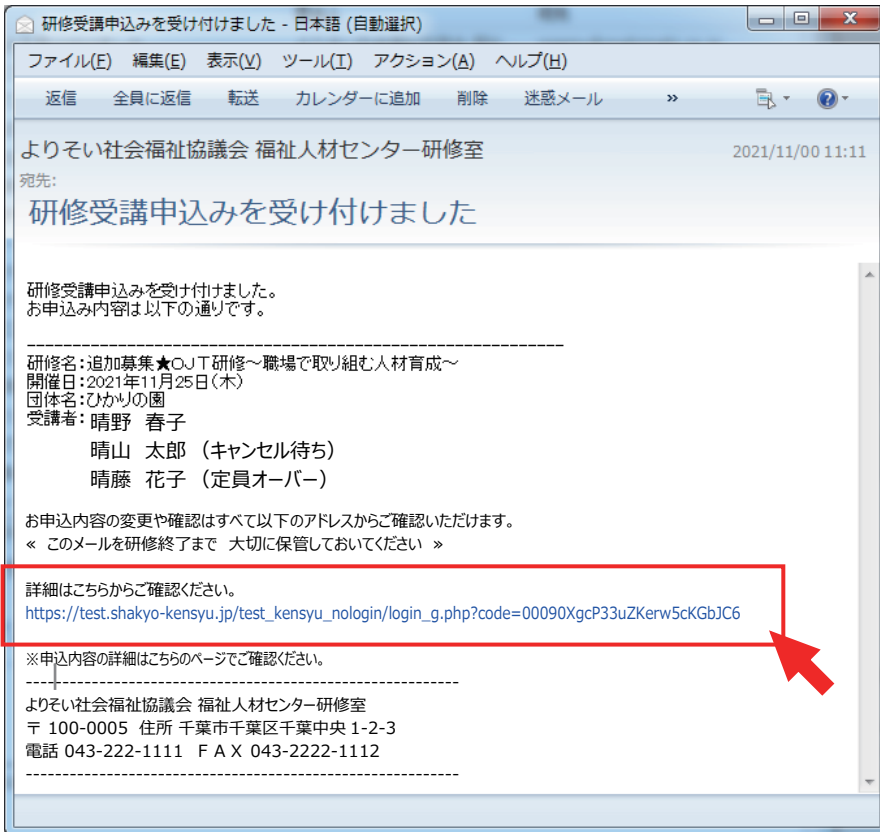 研修受講申込みを受け付けました - 日本語 (自動選択)
ファイル(F) 編集(E) 表示(V) ツール(T) アクション(A) ヘルプ(H)
返信 全員に返信 転送 カレンダーに追加 削除 迷惑メール »
よりそい社会福祉協議会 福祉人材センター研修室 2021/11/00 11:11
宛先:
研修受講申込みを受け付けました
研修受講申込みを受け付けました。
お申込み内容は以下の通りです。
------------------------------------------------------------
研修名:追加募集★OJT研修~職場で取り組む人材育成~
開催日:2021年11月25日(木)
団体名:ひかりの園
受講者:晴野 春子
晴山 太郎 (キャンセル待ち)
晴藤 花子 (定員オーバー)
お申込内容の変更や確認はすべて以下のアドレスからご確認いただけます。
« このメールを研修終了まで 大切に保管しておいてください »
詳細はこちらからご確認ください。
https://test.shakyo-kensyu.jp/test_kensyu_nologin/login_g.php?code=00090XgcP33uZKerw5cKGbJC6
※申込内容の詳細はこちらのページでご確認ください。
------------------------------------------------------------
よりそい社会福祉協議会 福祉人材センター研修室
〒 100-0005 住所 千葉市千葉区千葉中央 1-2-3
電話 043-222-1111 FAX 043-2222-1112
------------------------------------------------------------